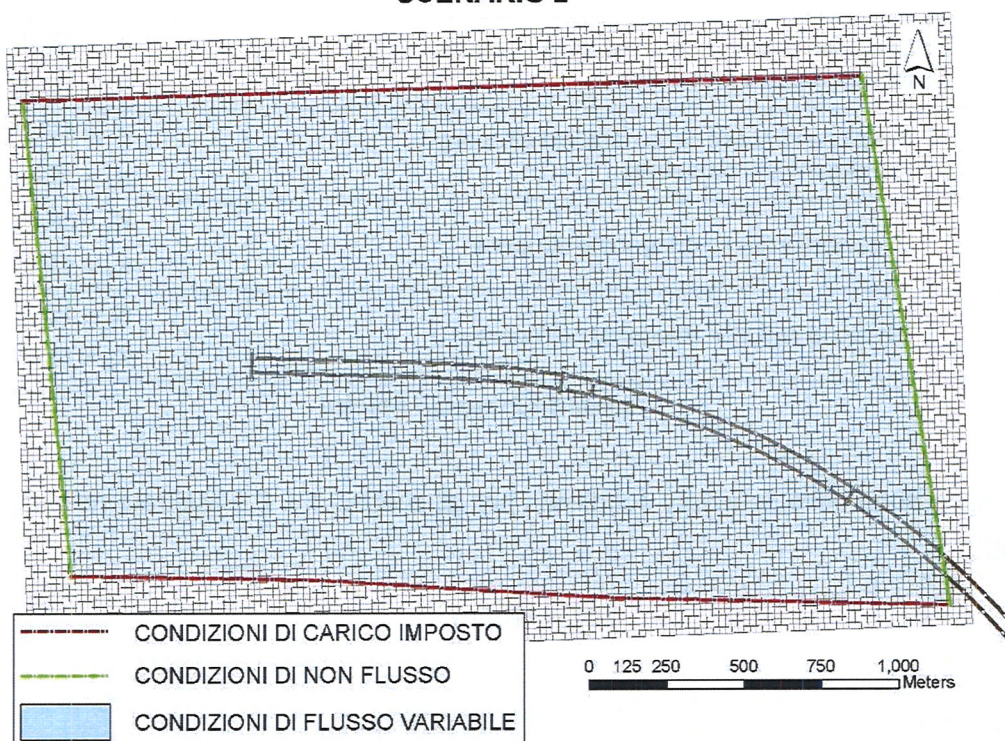 N
CONDIZIONI DI CARICO IMPOSTO
CONDIZIONI DI NON FLUSSO
CONDIZIONI DI FLUSSO VARIABILE
0 125 250 500 750 1,000
Meters